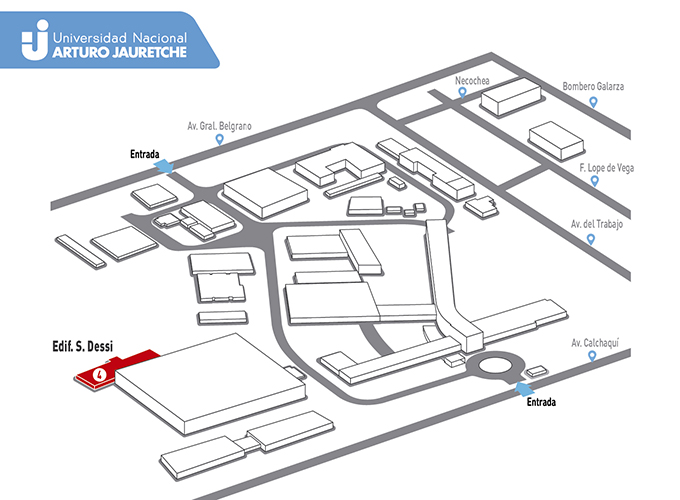 Universidad Nacional
ARTURO JAURETCHE
Necochea
Bombero Galarza
Av. Gral. Belgrano
Entrada
F. Lope de Vega
Av. del Trabajo
Edif. S. Dessi
4
Av. Calchaquí
Entrada